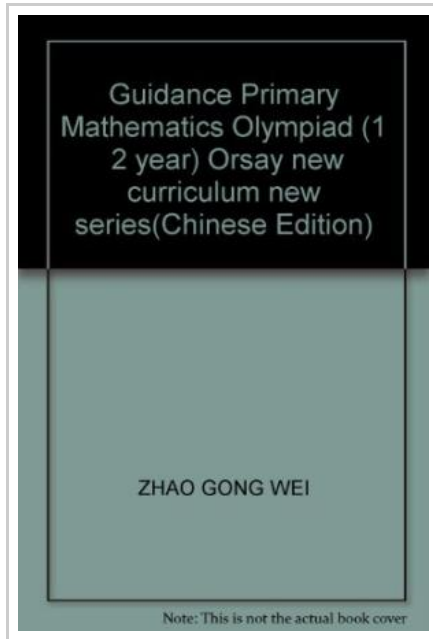 Guidance Primary
Mathematics Olympiad (1
2 year) Orsay new
curriculum new
series(Chinese Edition)
ZHAO GONG WEI
Note: This is not the actual book cover